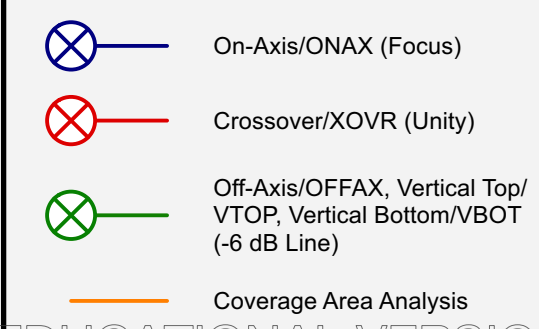 On-Axis/ONAX (Focus)
Crossover/XOVR (Unity)
Off-Axis/OFFAX, Vertical Top/
VTOP, Vertical Bottom/VBOT
(-6 dB Line)
Coverage Area Analysis